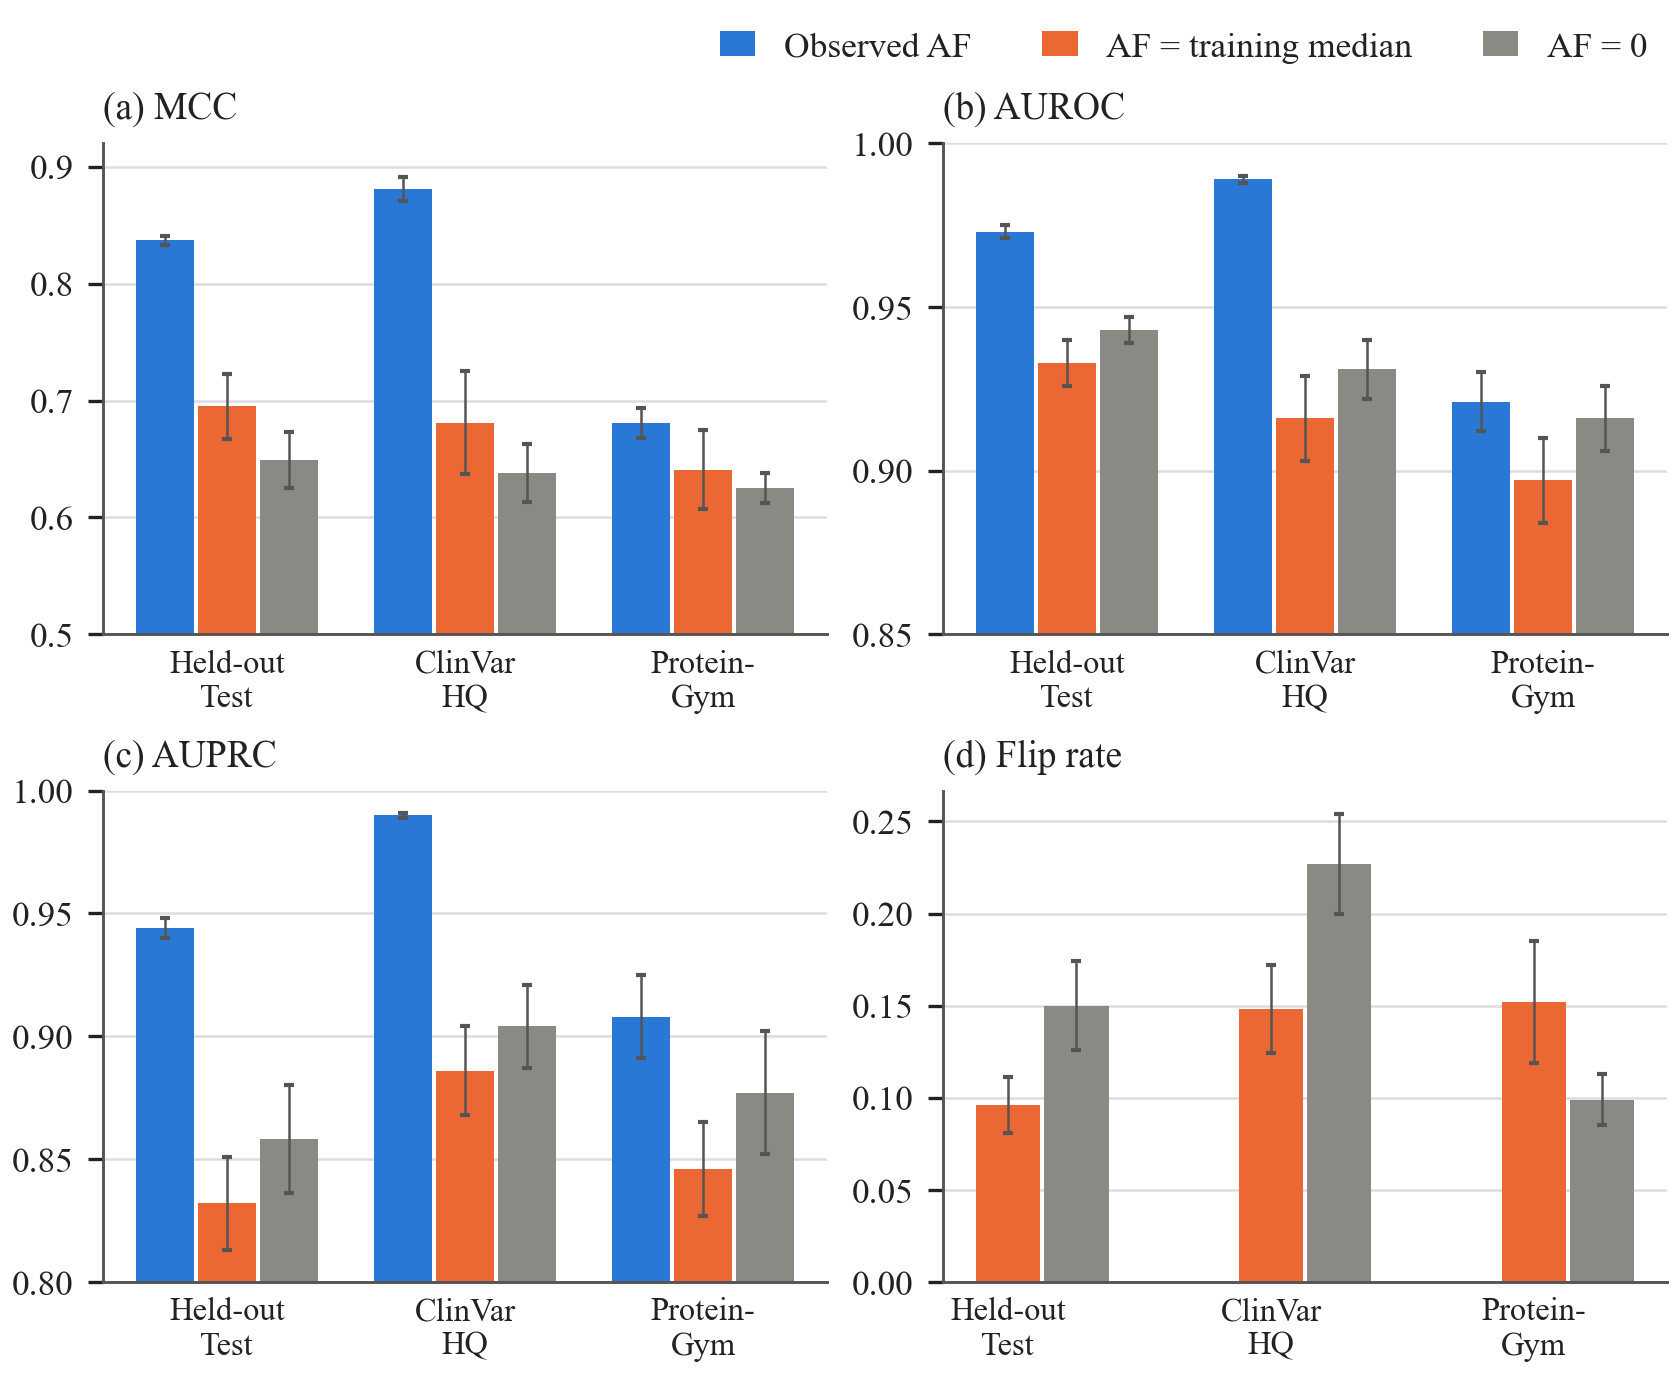 Observed AF
AF = training median
AF = 0
(a) MCC
0.9
0.8
0.7
0.6
0.5
Held-out
Test
ClinVar
HQ
Protein-
Gym
(b) AUROC
1.00
0.95
0.90
0.85
Held-out
Test
ClinVar
HQ
Protein-
Gym
(c) AUPRC
1.00
0.95
0.90
0.85
0.80
Held-out
Test
ClinVar
HQ
Protein-
Gym
(d) Flip rate
0.25
0.20
0.15
0.10
0.05
0.00
Held-out
Test
ClinVar
HQ
Protein-
Gym